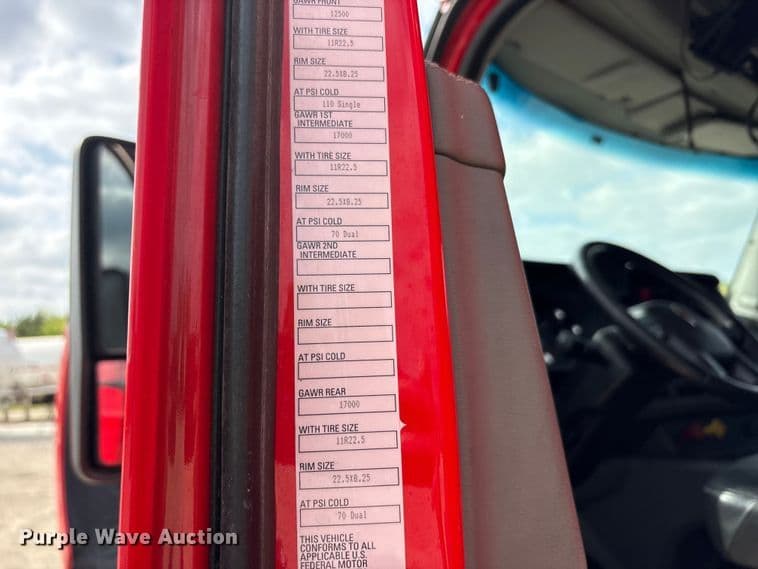 GAWR FRONT
12500
WITH TIRE SIZE
11R22.5
RIM SIZE
22.5X8.25
AT PSI COLD
110 Single
GAWR 1ST
INTERMEDIATE
17000
WITH TIRE SIZE
11R22.5
RIM SIZE
22.5X8.25
AT PSI COLD
70 Dual
GAWR 2ND
INTERMEDIATE
WITH TIRE SIZE
RIM SIZE
AT PSI COLD
GAWR REAR
17000
WITH TIRE SIZE
11R22.5
RIM SIZE
22.5X8.25
AT PSI COLD
70 Dual
THIS VEHICLE
CONFORMS TO ALL
APPLICABLE U.S.
FEDERAL MOTOR
Purple Wave Auction